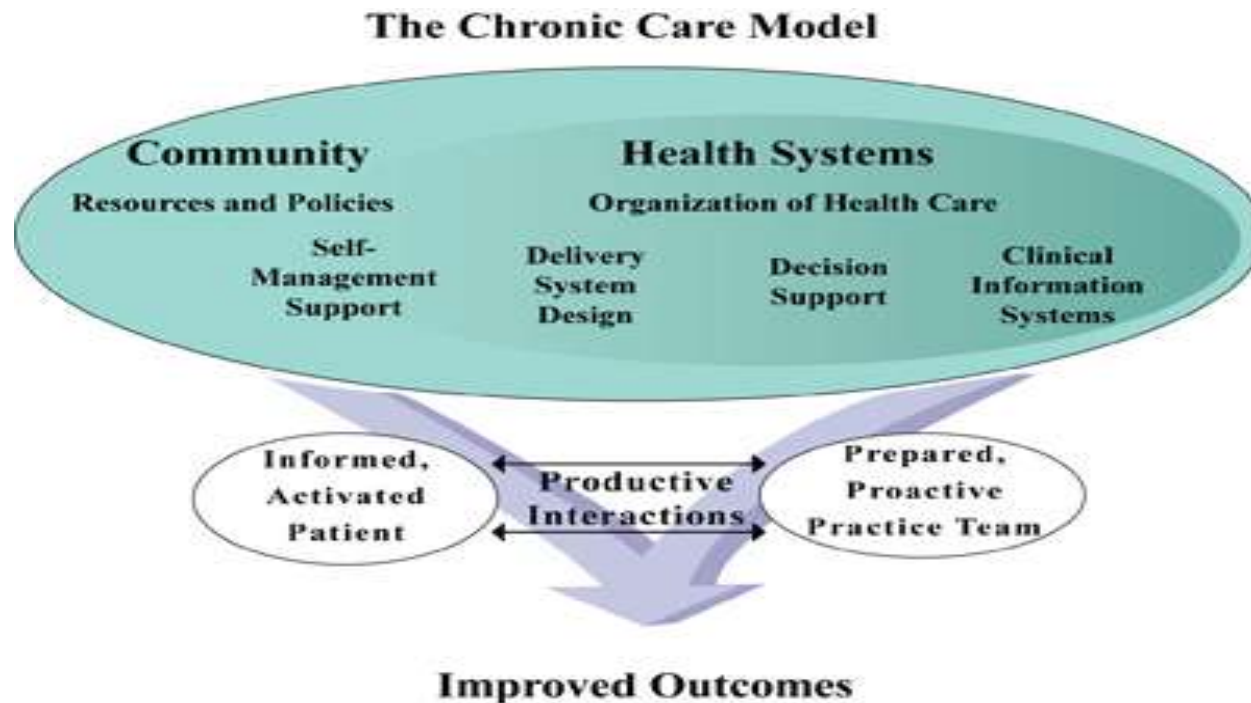 The Chronic Care Model
Community
Resources and Policies
Health Systems
Organization of Health Care
Self-
Management
Support
Delivery
System
Design
Decision
Support
Clinical
Information
Systems
Informed,
Activated
Patient
Productive
Interactions
Prepared,
Proactive
Practice Team
Improved Outcomes